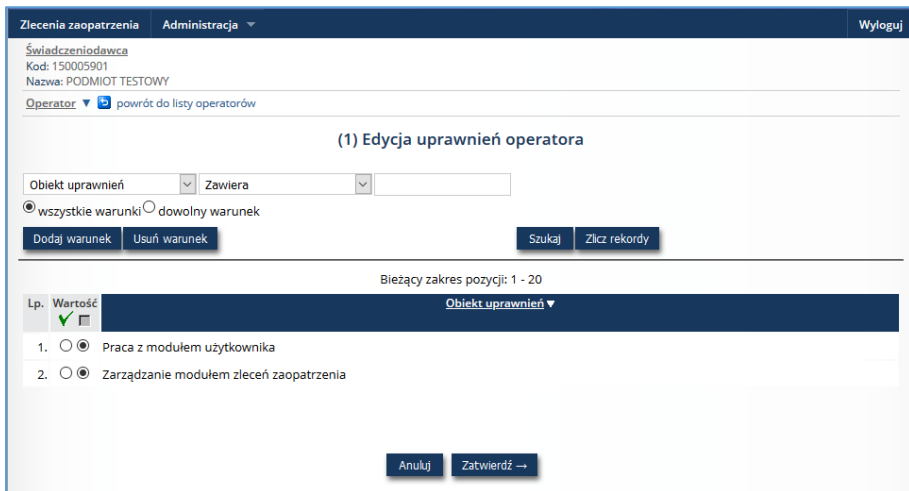 Zlecenia zaopatrzenia Administracja Wyloguj
Świadczeniodawca
Kod: 150005901
Nazwa: PODMIOT TESTOWY
Operator powrót do listy operatorów
(1) Edycja uprawnień operatora
Obiekt uprawnień Zawiera
wszystkie warunki dowolny warunek
Dodaj warunek Usuń warunek Szukaj Zlicz rekordy
Bieżący zakres pozycji: 1 - 20
Lp. Wartość Obiekt uprawnień
1. Praca z modułem użytkownika
2. Zarządzanie modułem zleceń zaopatrzenia
Anuluj Zatwierdź →